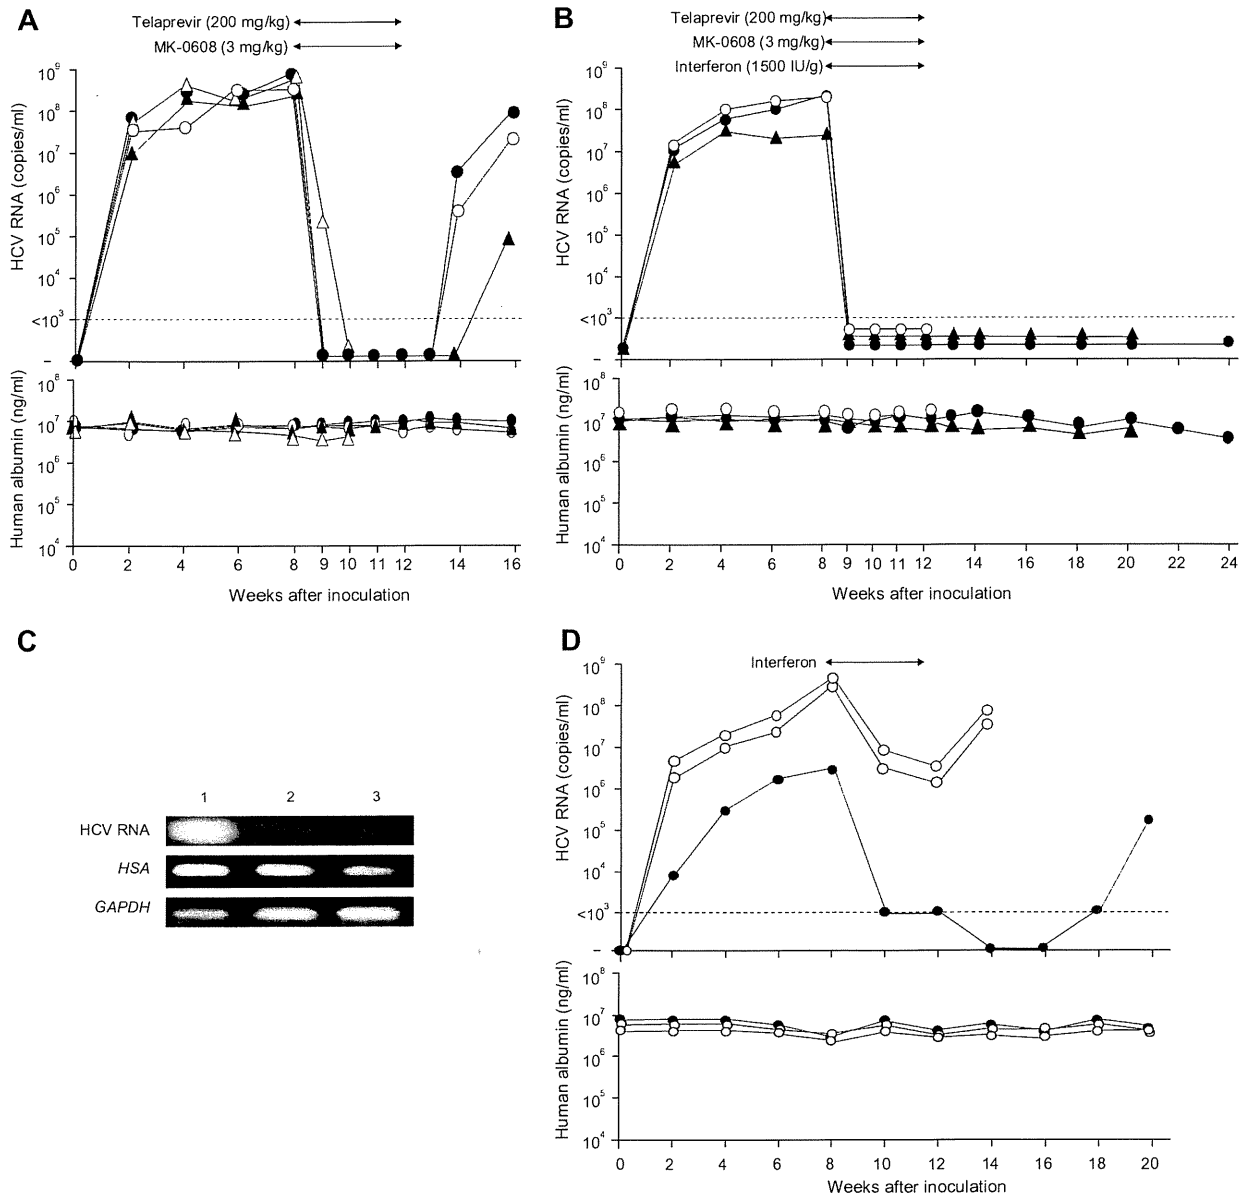 A
Telaprevir (200 mg/kg)
MK-0608 (3 mg/kg)
HCV RNA (copies/ml)
10⁹
10⁸
10⁷
10⁶
10⁵
10⁴
<10³
–
Human albumin (ng/ml)
10⁸
10⁷
10⁶
10⁵
10⁴
0 2 4 6 8 9 10 11 12 14 16
Weeks after inoculation
B
Telaprevir (200 mg/kg)
MK-0608 (3 mg/kg)
Interferon (1500 IU/g)
HCV RNA (copies/ml)
10⁹
10⁸
10⁷
10⁶
10⁵
10⁴
<10³
–
Human albumin (ng/ml)
10⁸
10⁷
10⁶
10⁵
10⁴
0 2 4 6 8 9 10 11 12 14 16 18 20 22 24
Weeks after inoculation
C
1 2 3
HCV RNA
HSA
GAPDH
D
Interferon
HCV RNA (copies/ml)
10⁹
10⁸
10⁷
10⁶
10⁵
10⁴
<10³
–
Human albumin (ng/ml)
10⁸
10⁷
10⁶
10⁵
10⁴
0 2 4 6 8 10 12 14 16 18 20
Weeks after inoculation